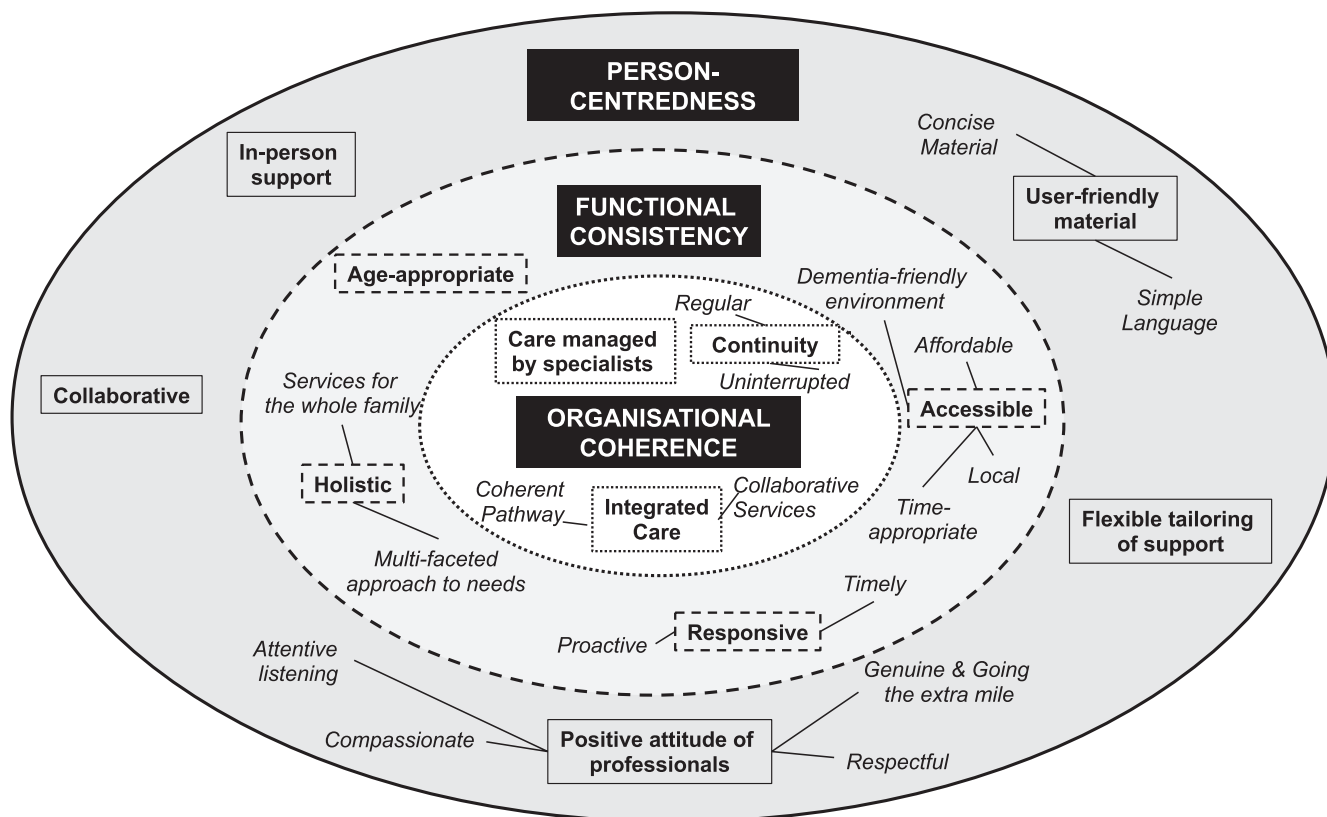 PERSON-
CENTREDNESS
Concise
Material
In-person
support
User-friendly
material
Simple
Language
FUNCTIONAL
CONSISTENCY
Age-appropriate
Dementia-friendly
environment
Regular
Care managed
by specialists
Continuity
Uninterrupted
Affordable
Accessible
Local
Time-
appropriate
Collaborative
Services for
the whole family
Holistic
Multi-faceted
approach to needs
ORGANISATIONAL
COHERENCE
Coherent
Pathway
Integrated
Care
Collaborative
Services
Flexible tailoring
of support
Timely
Proactive
Responsive
Attentive
listening
Compassionate
Positive attitude of
professionals
Genuine & Going
the extra mile
Respectful